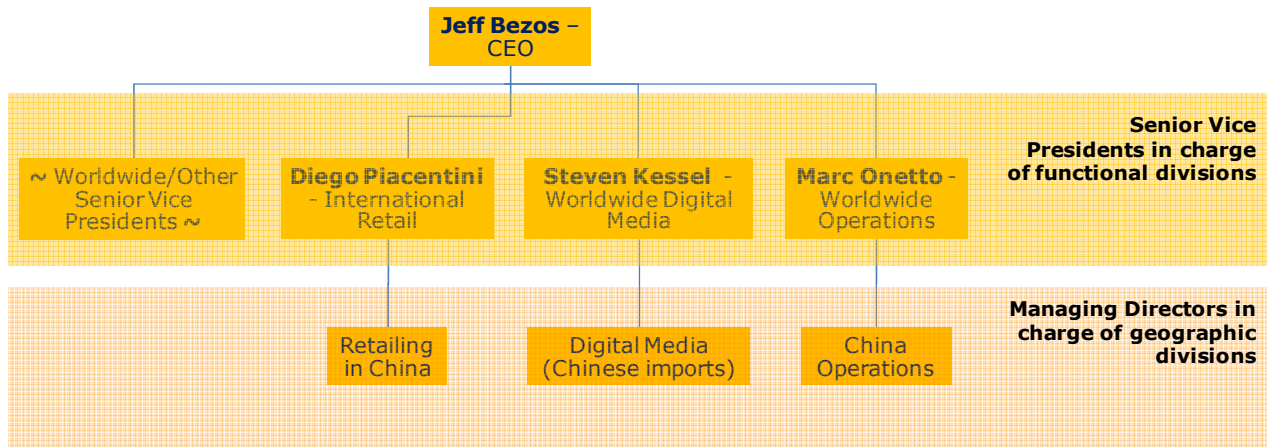 Jeff Bezos –
CEO
Senior Vice
Presidents in charge
of functional divisions
~ Worldwide/Other
Senior Vice
Presidents ~
Diego Piacentini
- International
Retail
Steven Kessel -
Worldwide Digital
Media
Marc Onetto -
Worldwide
Operations
Managing Directors in
charge of geographic
divisions
Retailing
in China
Digital Media
(Chinese imports)
China
Operations